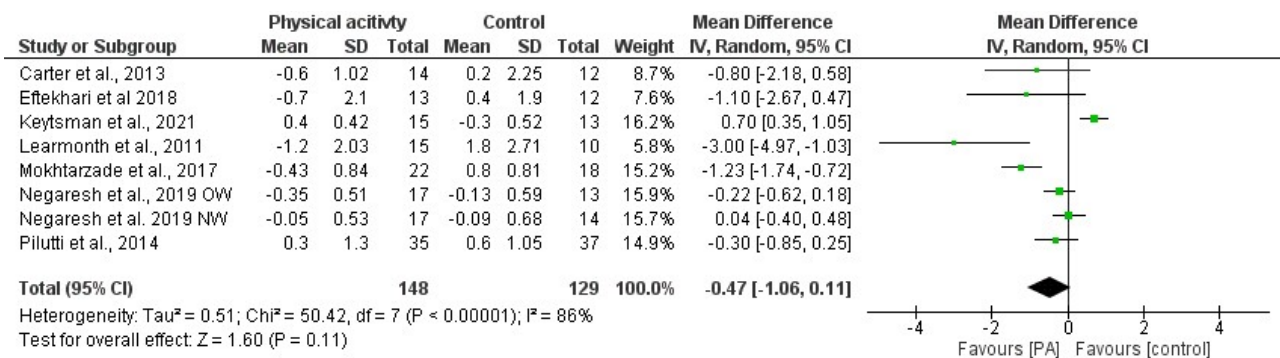 Physical acitivty Control Mean Difference Mean Difference
Study or Subgroup Mean SD Total Mean SD Total Weight IV, Random, 95% CI IV, Random, 95% CI
Carter et al., 2013 -0.6 1.02 14 0.2 2.25 12 8.7% -0.80 [-2.18, 0.58]
Eftekhari et al 2018 -0.7 2.1 13 0.4 1.9 12 7.6% -1.10 [-2.67, 0.47]
Keytsman et al., 2021 0.4 0.42 15 -0.3 0.52 13 16.2% 0.70 [0.35, 1.05]
Learmonth et al., 2011 -1.2 2.03 15 1.8 2.71 10 5.8% -3.00 [-4.97, -1.03]
Mokhtarzade et al., 2017 -0.43 0.84 22 0.8 0.81 18 15.2% -1.23 [-1.74, -0.72]
Negaresh et al., 2019 OW -0.35 0.51 17 -0.13 0.59 13 15.9% -0.22 [-0.62, 0.18]
Negaresh et al. 2019 NW -0.05 0.53 17 -0.09 0.68 14 15.7% 0.04 [-0.40, 0.48]
Pilutti et al., 2014 0.3 1.3 35 0.6 1.05 37 14.9% -0.30 [-0.85, 0.25]
Total (95% CI) 148 129 100.0% -0.47 [-1.06, 0.11]
Heterogeneity: Tau² = 0.51; Chi² = 50.42, df = 7 (P < 0.00001); I² = 86%
Test for overall effect: Z = 1.60 (P = 0.11)
-4 -2 0 2 4
Favours [PA] Favours [control]